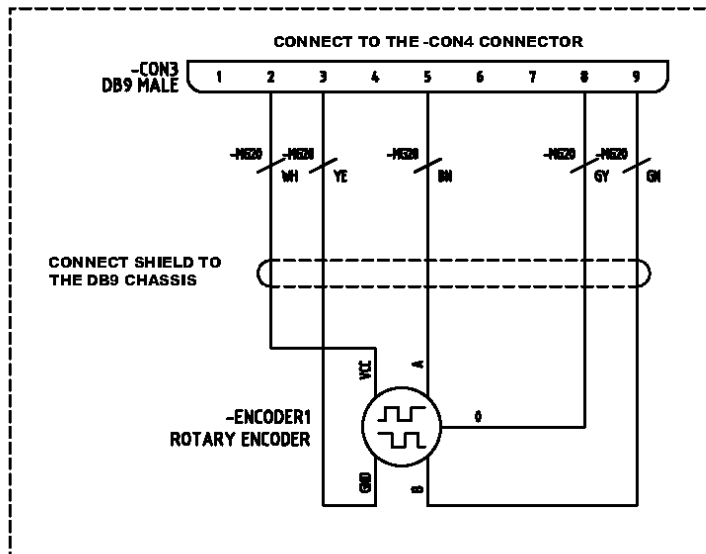 CONNECT TO THE -CON4 CONNECTOR
-CON3
DB9 MALE
1 2 3 4 5 6 7 8 9
-MG20 -MG20 -MG20 -MG20 -MG20
WH YE BN GY GN
CONNECT SHIELD TO
THE DB9 CHASSIS
VCC A
-ENCODER1
ROTARY ENCODER
0
GND B